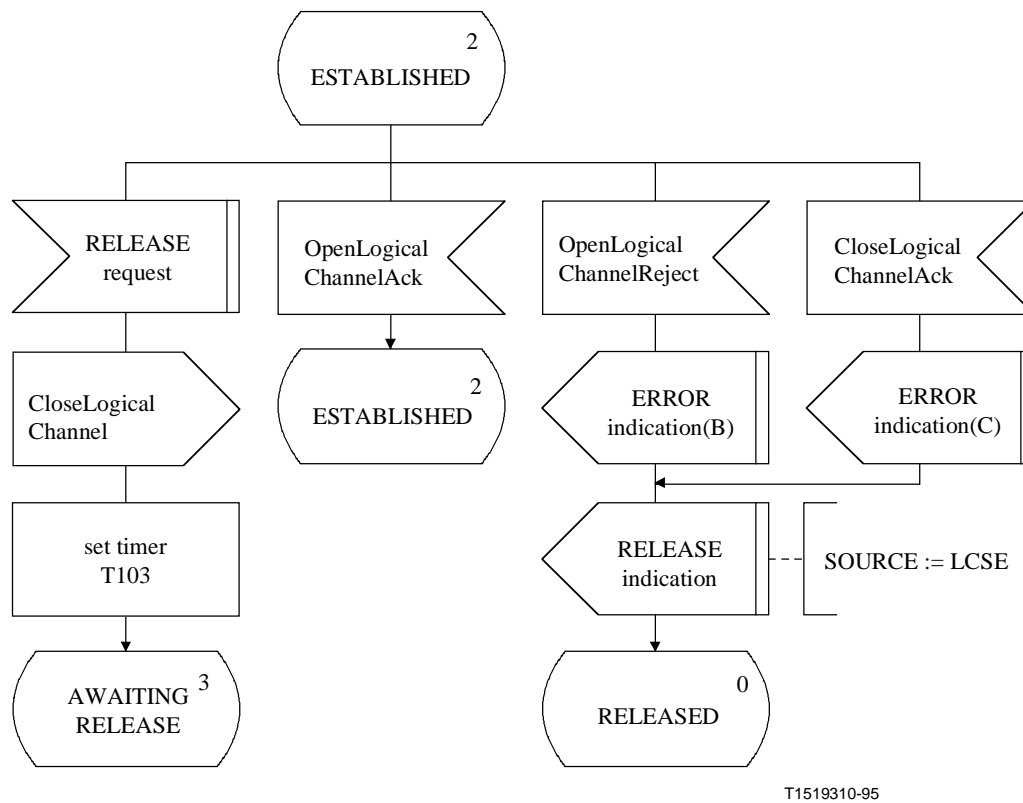 2
ESTABLISHED
RELEASE
request
OpenLogical
ChannelAck
OpenLogical
ChannelReject
CloseLogical
ChannelAck
CloseLogical
Channel
2
ESTABLISHED
ERROR
indication(B)
ERROR
indication(C)
set timer
T103
RELEASE
indication
SOURCE := LCSE
AWAITING 3
RELEASE
0
RELEASED
T1519310-95